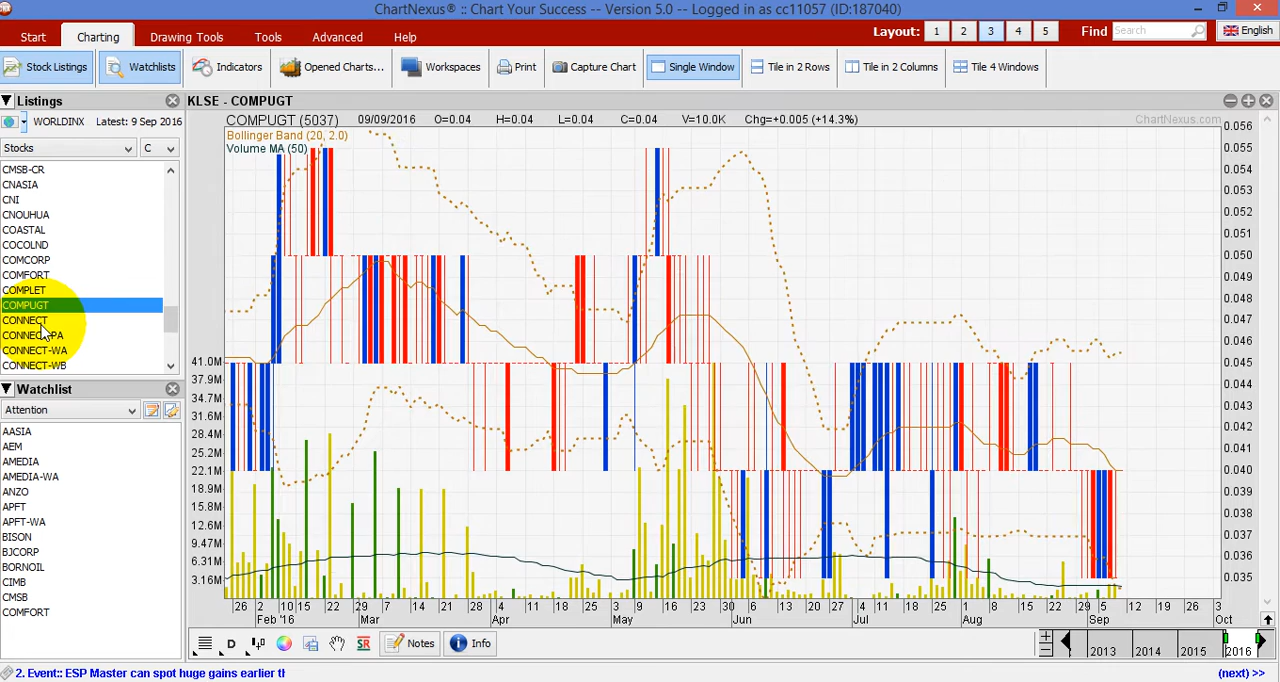 ChartNexus® :: Chart Your Success -- Version 5.0 -- Logged in as cc11057 (ID:187040)
Start Charting Drawing Tools Tools Advanced Help Layout: 1 2 3 4 5 Find Search English
Stock Listings Watchlists Indicators Opened Charts... Workspaces Print Capture Chart Single Window Tile in 2 Rows Tile in 2 Columns Tile 4 Windows
Listings
WORLDINX Latest: 9 Sep 2016
Stocks C
CMSB-CR
CNASIA
CNI
CNOUHUA
COASTAL
COCOLND
COMCORP
COMFORT
COMPLET
COMPUGT
CONNECT
CONNECT-PA
CONNECT-WA
CONNECT-WB
Watchlist
Attention
AASIA
AEM
AMEDIA
AMEDIA-WA
ANZO
APFT
APFT-WA
BISON
BJCORP
BORNOIL
CIMB
CMSB
COMFORT
KLSE - COMPUGT
COMPUGT (5037) 09/09/2016 O=0.04 H=0.04 L=0.04 C=0.04 V=10.0K Chg=+0.005 (+14.3%) ChartNexus.com
Bollinger Band (20, 2.0)
Volume MA (50)
0.056
0.055
0.053
0.052
0.051
0.050
0.049
0.048
0.047
0.046
0.045
0.044
0.043
0.042
0.041
0.040
0.039
0.038
0.037
0.036
0.035
41.0M
37.9M
34.7M
31.6M
28.4M
25.2M
22.1M
18.9M
15.8M
12.6M
9.47M
6.31M
3.16M
26 2 10 15 22 29 7 14 21 28 4 11 18 25 3 9 16 23 30 6 13 20 27 4 11 18 25 1 8 15 22 29 5 12 19 26 3
Feb '16 Mar Apr May Jun Jul Aug Sep Oct
D Notes SR Info 2013 2014 2015 2016
2. Event:: ESP Master can spot huge gains earlier th (next) >>